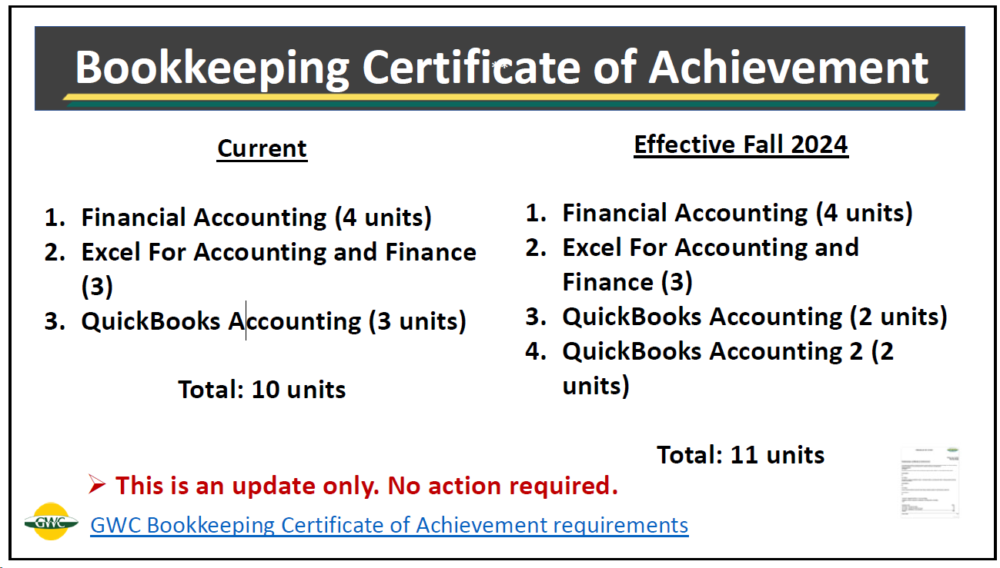 Bookkeeping Certificate of Achievement
**
Current
1. Financial Accounting (4 units)
2. Excel For Accounting and Finance
(3)
3. QuickBooks Accounting (3 units)
Total: 10 units
Effective Fall 2024
1. Financial Accounting (4 units)
2. Excel For Accounting and
Finance (3)
3. QuickBooks Accounting (2 units)
4. QuickBooks Accounting 2 (2
units)
Total: 11 units
➢ This is an update only. No action required.
GWC
GWC Bookkeeping Certificate of Achievement requirements